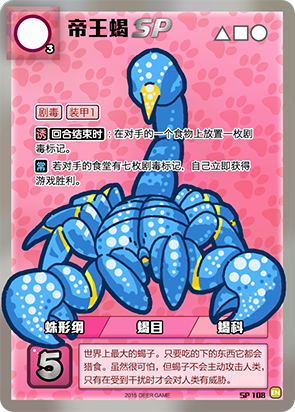 帝王蝎 SP
3
剧毒 装甲1
诱 回合结束时：在对手的一个食物上放置一枚剧
毒标记。
常 若对手的食堂有七枚剧毒标记，自己立即获得
游戏胜利。
蛛形纲 蝎目 蝎科
5
世界上最大的蝎子。只要吃的下的东西它都会
猎食。虽然很可怕，但蝎子不会主动攻击人类，
只有在受到干扰时才会对人类有威胁。
2015 DEER GAME
SP 108